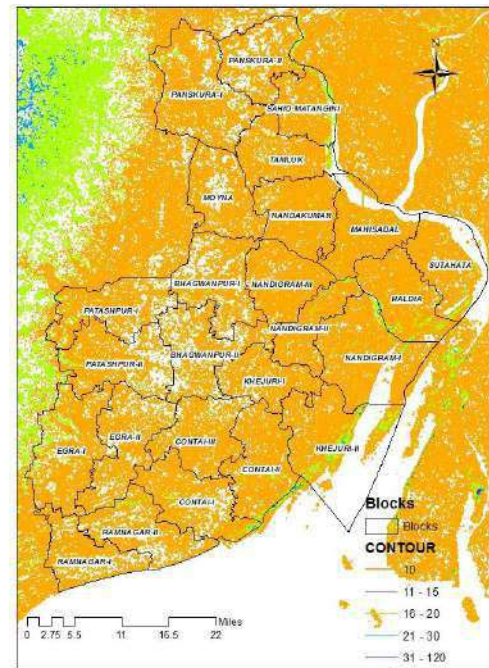 N
PANSKURA-II
PANSKURA-I
SAHID MATANGINI
TAMLUK
MOYNA
NANDAKUMAR
MAHISADAL
SUTAHATA
BHAGWANPUR-I
NANDIGRAM-III
HALDIA
PATASHPUR-I
NANDIGRAM-II
PATASHPUR-II
BHAGWANPUR-II
NANDIGRAM-I
KHEJURI-I
EGRA-II
CONTAI-III
EGRA-I
KHEJURI-II
CONTAI-II
CONTAI-I
RAMNAGAR-II
RAMNAGAR-I
Blocks
Blocks
CONTOUR
10
11 - 15
16 - 20
21 - 30
31 - 120
Miles
0 2.75 5.5 11 16.5 22